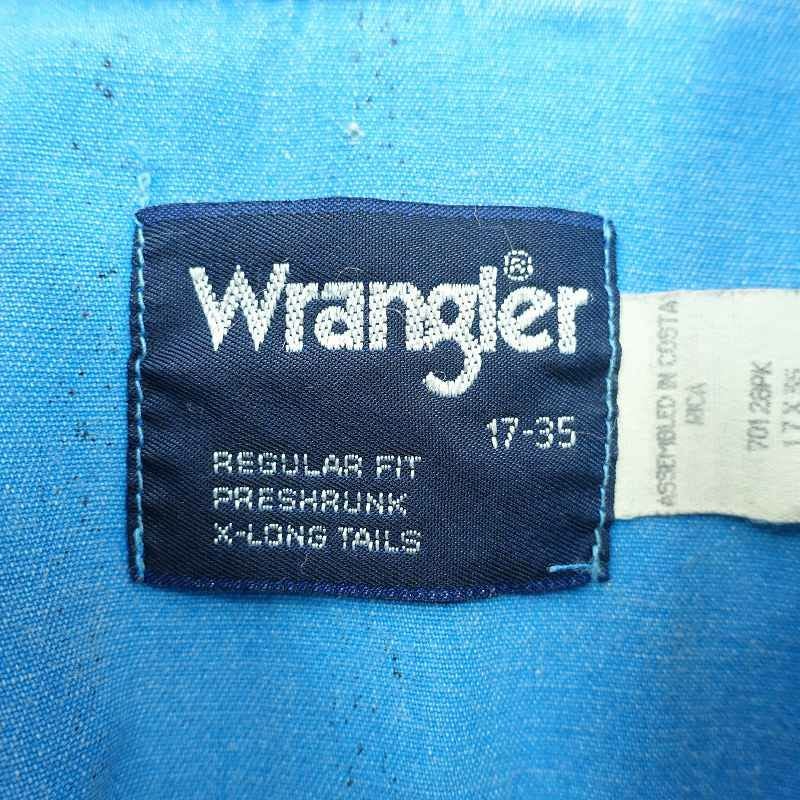 Wrangler®
17-35
REGULAR FIT
PRESHRUNK
X-LONG TAILS
ASSEMBLED IN COSTA
RICA
70128PK
17 X 35